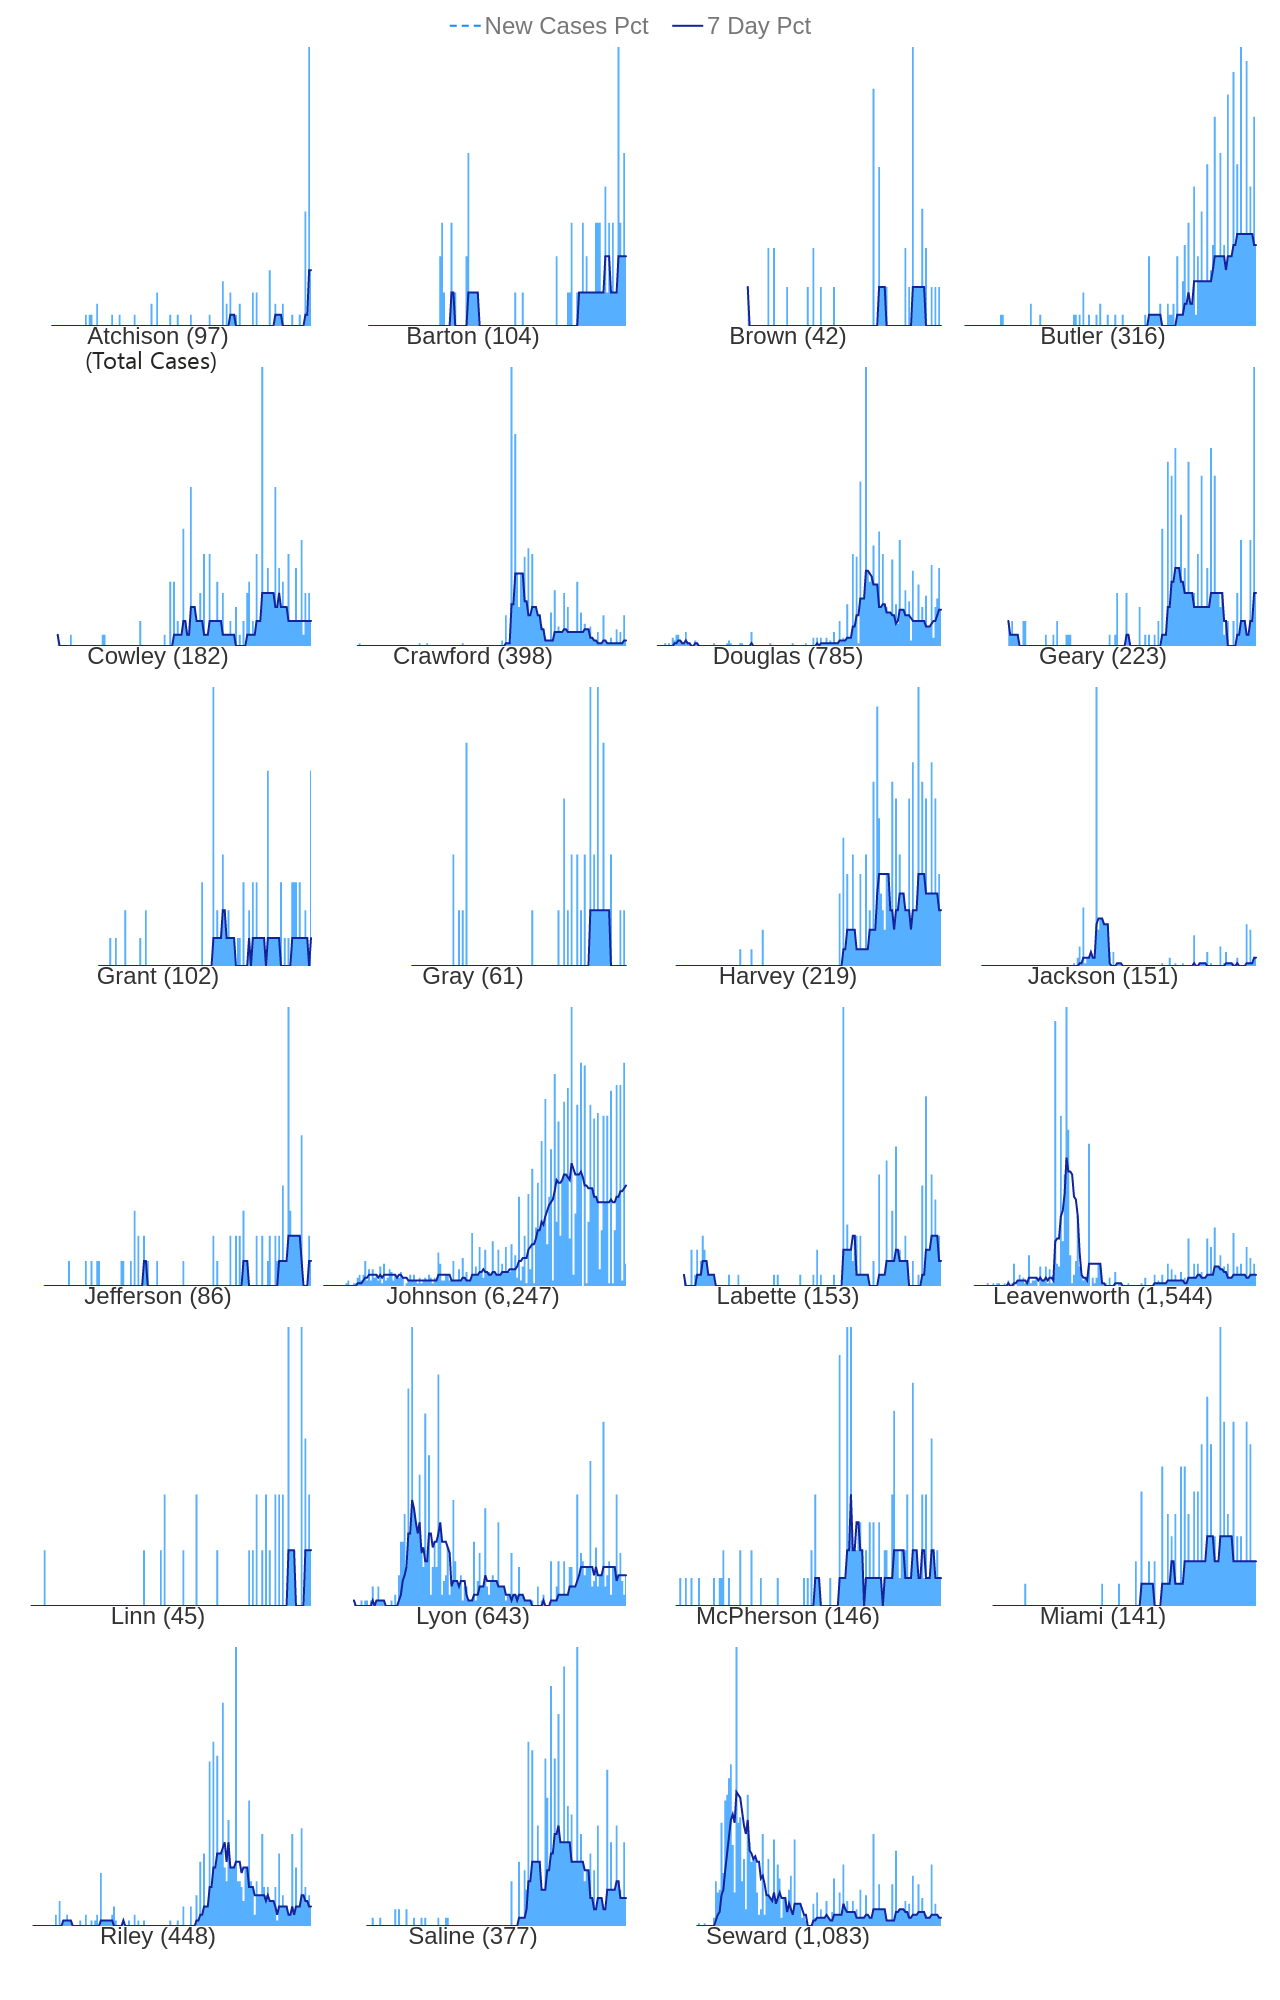 New Cases Pct 7 Day Pct
Atchison (97) Barton (104) Brown (42) Butler (316)
(Total Cases)
Cowley (182) Crawford (398) Douglas (785) Geary (223)
Grant (102) Gray (61) Harvey (219) Jackson (151)
Jefferson (86) Johnson (6,247) Labette (153) Leavenworth (1,544)
Linn (45) Lyon (643) McPherson (146) Miami (141)
Riley (448) Saline (377) Seward (1,083)